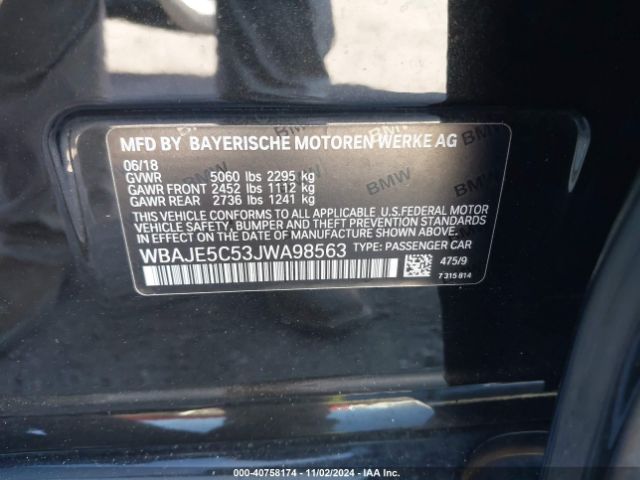 MFD BY BAYERISCHE MOTOREN WERKE AG
06/18
GVWR 5060 lbs 2295 kg
GAWR FRONT 2452 lbs 1112 kg
GAWR REAR 2736 lbs 1241 kg
THIS VEHICLE CONFORMS TO ALL APPLICABLE U.S. FEDERAL MOTOR
VEHICLE SAFETY, BUMPER AND THEFT PREVENTION STANDARDS
IN EFFECT ON THE DATE OF MANUFACTURE SHOWN ABOVE.
WBAJE5C53JWA98563 TYPE: PASSENGER CAR
475/9
7 315 814
BMW
BMW
BMW
000-40758174 - 11/02/2024 - IAA Inc.